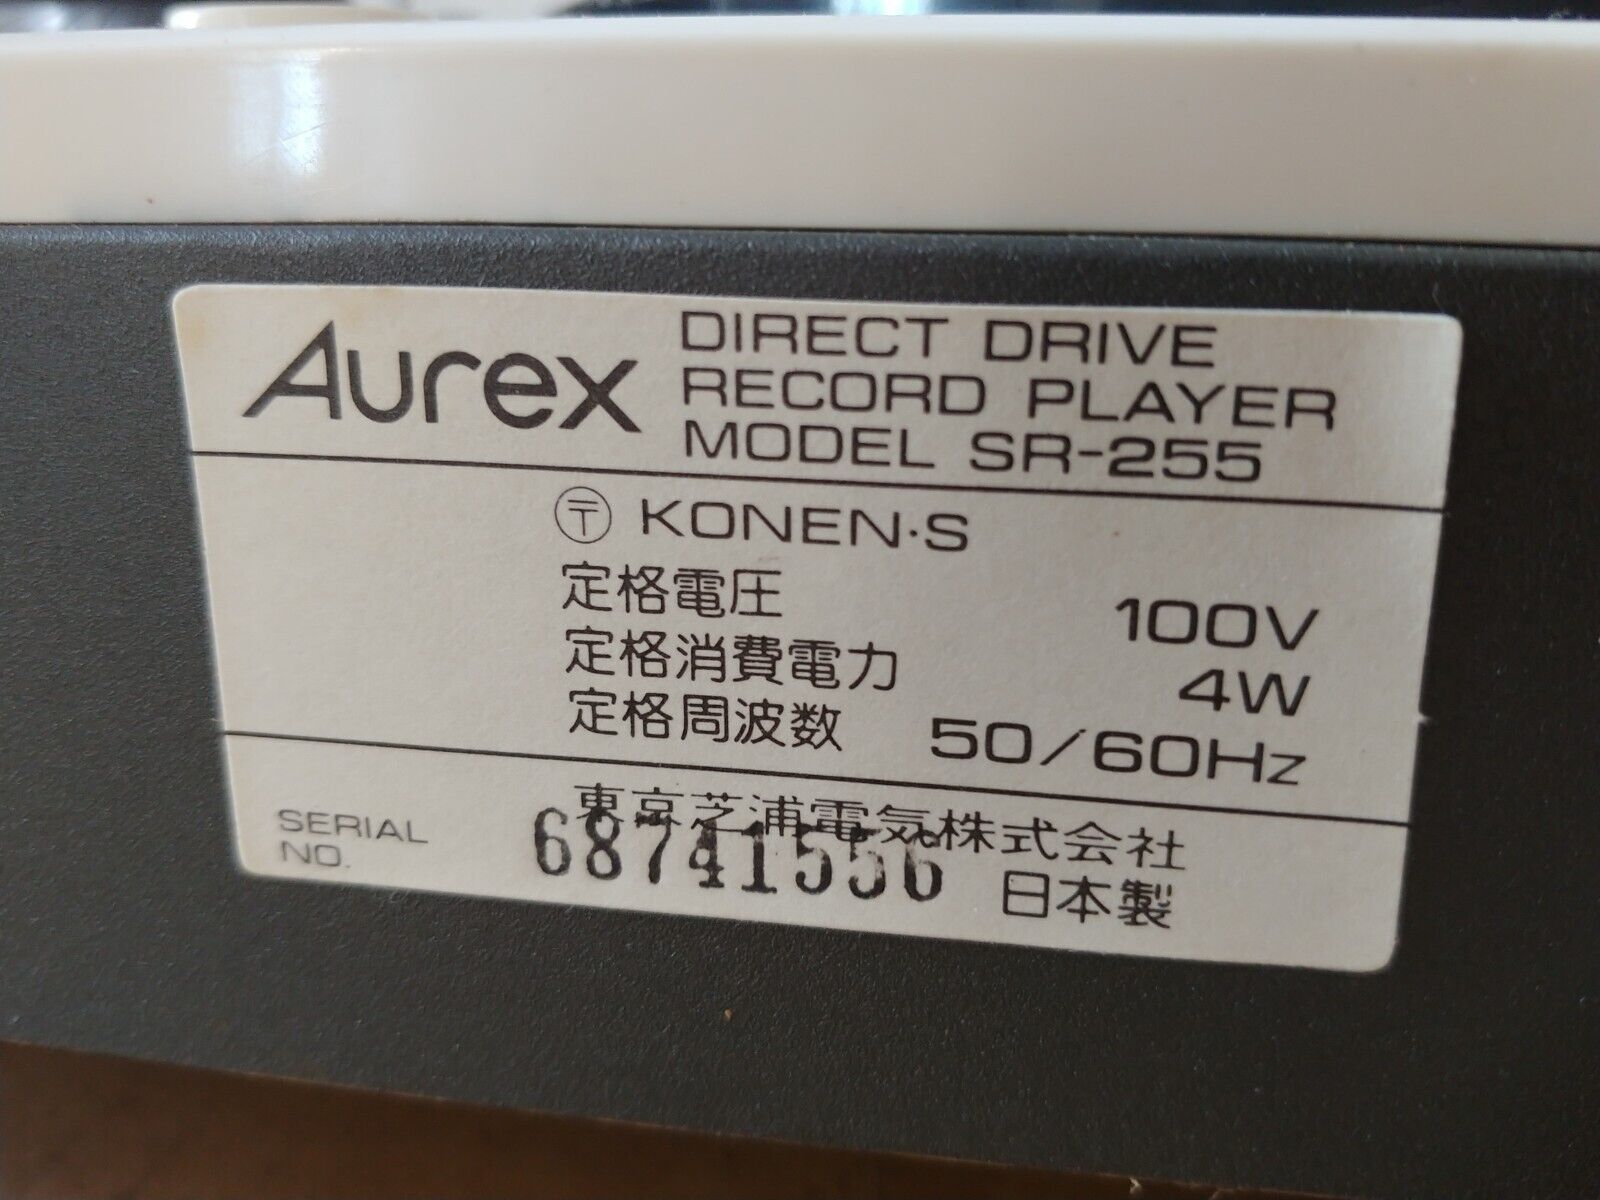 Aurex
DIRECT DRIVE
RECORD PLAYER
MODEL SR-255
〶 KONEN·S
定格電圧 100V
定格消費電力 4W
定格周波数 50/60Hz
東京芝浦電気株式会社
SERIAL NO. 68741556
日本製